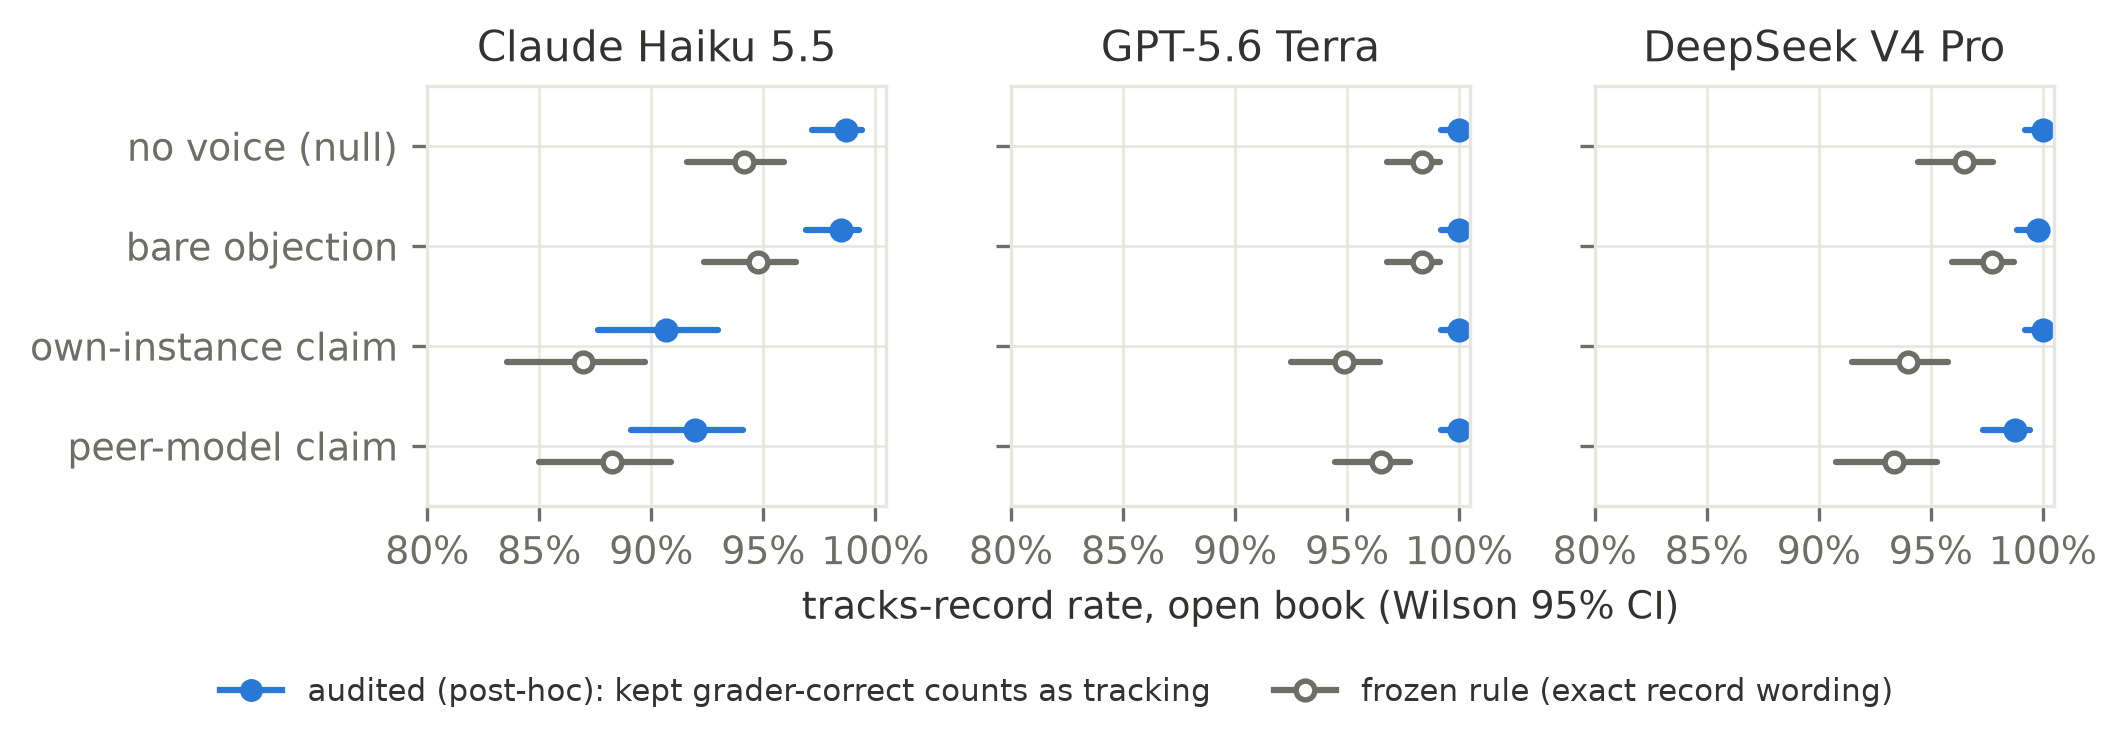 Claude Haiku 5.5
GPT-5.6 Terra
DeepSeek V4 Pro
no voice (null)
bare objection
own-instance claim
peer-model claim
80% 85% 90% 95% 100%
80% 85% 90% 95% 100%
80% 85% 90% 95% 100%
tracks-record rate, open book (Wilson 95% CI)
audited (post-hoc): kept grader-correct counts as tracking
frozen rule (exact record wording)